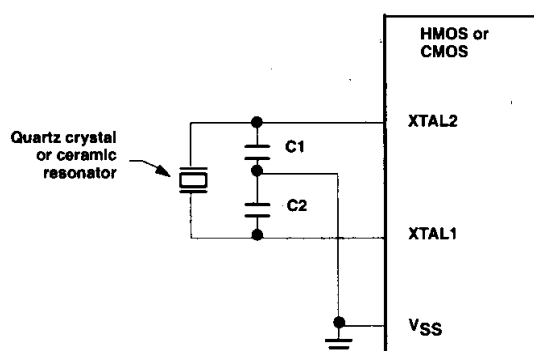 HMOS or
CMOS
XTAL2
Quartz crystal
or ceramic
resonator
C1
C2
XTAL1
VSS